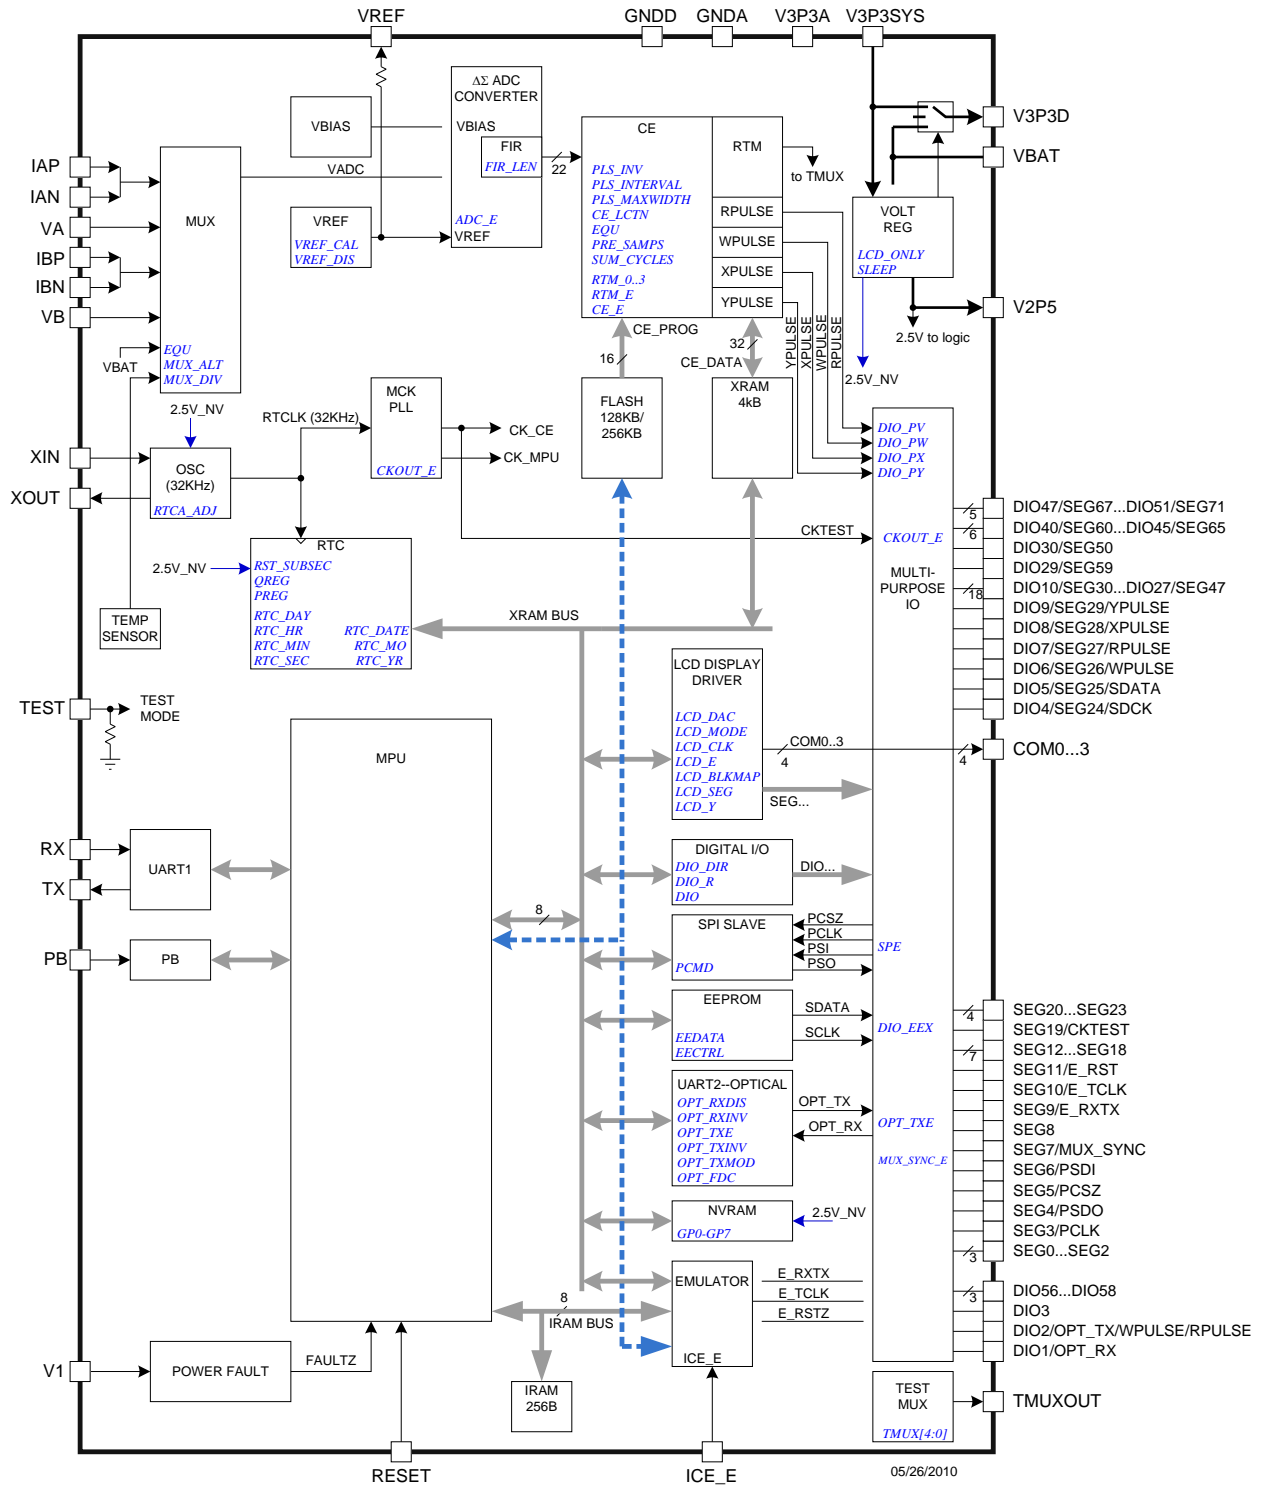 VREF
GNDD
GNDA
V3P3A
V3P3SYS
IAP
IAN
VA
IBP
IBN
VB
XIN
XOUT
TEST
RX
TX
PB
V1
MUX
EQU
MUX_ALT
MUX_DIV
VBAT
VBIAS
VREF
VREF_CAL
VREF_DIS
VADC
ΔΣ ADC
CONVERTER
VBIAS
FIR
FIR_LEN
ADC_E
VREF
22
CE
PLS_INV
PLS_INTERVAL
PLS_MAXWIDTH
CE_LCTN
EQU
PRE_SAMPS
SUM_CYCLES
RTM_0..3
RTM_E
CE_E
RTM
RPULSE
WPULSE
XPULSE
YPULSE
to TMUX
YPULSE
XPULSE
WPULSE
RPULSE
VOLT
REG
LCD_ONLY
SLEEP
2.5V to logic
2.5V_NV
V3P3D
VBAT
V2P5
CE_PROG
16
32
CE_DATA
FLASH
128KB/
256KB
XRAM
4kB
2.5V_NV
OSC
(32KHz)
RTCA_ADJ
RTCLK (32KHz)
MCK
PLL
CKOUT_E
CK_CE
CK_MPU
CKTEST
2.5V_NV
RTC
RST_SUBSEC
QREG
PREG
RTC_DAY
RTC_HR
RTC_MIN
RTC_SEC
RTC_DATE
RTC_MO
RTC_YR
TEMP
SENSOR
TEST
MODE
XRAM BUS
MPU
8
UART1
PB
POWER FAULT
FAULTZ
LCD DISPLAY
DRIVER
LCD_DAC
LCD_MODE
LCD_CLK
LCD_E
LCD_BLKMAP
LCD_SEG
LCD_Y
COM0..3
4
4
SEG...
DIGITAL I/O
DIO_DIR
DIO_R
DIO
DIO...
SPI SLAVE
PCMD
PCSZ
PCLK
PSI
PSO
EEPROM
EEDATA
EECTRL
SDATA
SCLK
UART2--OPTICAL
OPT_RXDIS
OPT_RXINV
OPT_TXE
OPT_TXINV
OPT_TXMOD
OPT_FDC
OPT_TX
OPT_RX
NVRAM
GP0-GP7
2.5V_NV
EMULATOR
ICE_E
E_RXTX
E_TCLK
E_RSTZ
8
IRAM BUS
IRAM
256B
DIO_PV
DIO_PW
DIO_PX
DIO_PY
CKOUT_E
MULTI-
PURPOSE
IO
SPE
DIO_EEX
OPT_TXE
MUX_SYNC_E
TEST
MUX
TMUX[4:0]
5
DIO47/SEG67...DIO51/SEG71
6
DIO40/SEG60...DIO45/SEG65
DIO30/SEG50
DIO29/SEG59
18
DIO10/SEG30...DIO27/SEG47
DIO9/SEG29/YPULSE
DIO8/SEG28/XPULSE
DIO7/SEG27/RPULSE
DIO6/SEG26/WPULSE
DIO5/SEG25/SDATA
DIO4/SEG24/SDCK
COM0...3
4
SEG20...SEG23
SEG19/CKTEST
7
SEG12...SEG18
SEG11/E_RST
SEG10/E_TCLK
SEG9/E_RXTX
SEG8
SEG7/MUX_SYNC
SEG6/PSDI
SEG5/PCSZ
SEG4/PSDO
SEG3/PCLK
3
SEG0...SEG2
3
DIO56...DIO58
DIO3
DIO2/OPT_TX/WPULSE/RPULSE
DIO1/OPT_RX
TMUXOUT
RESET
ICE_E
05/26/2010